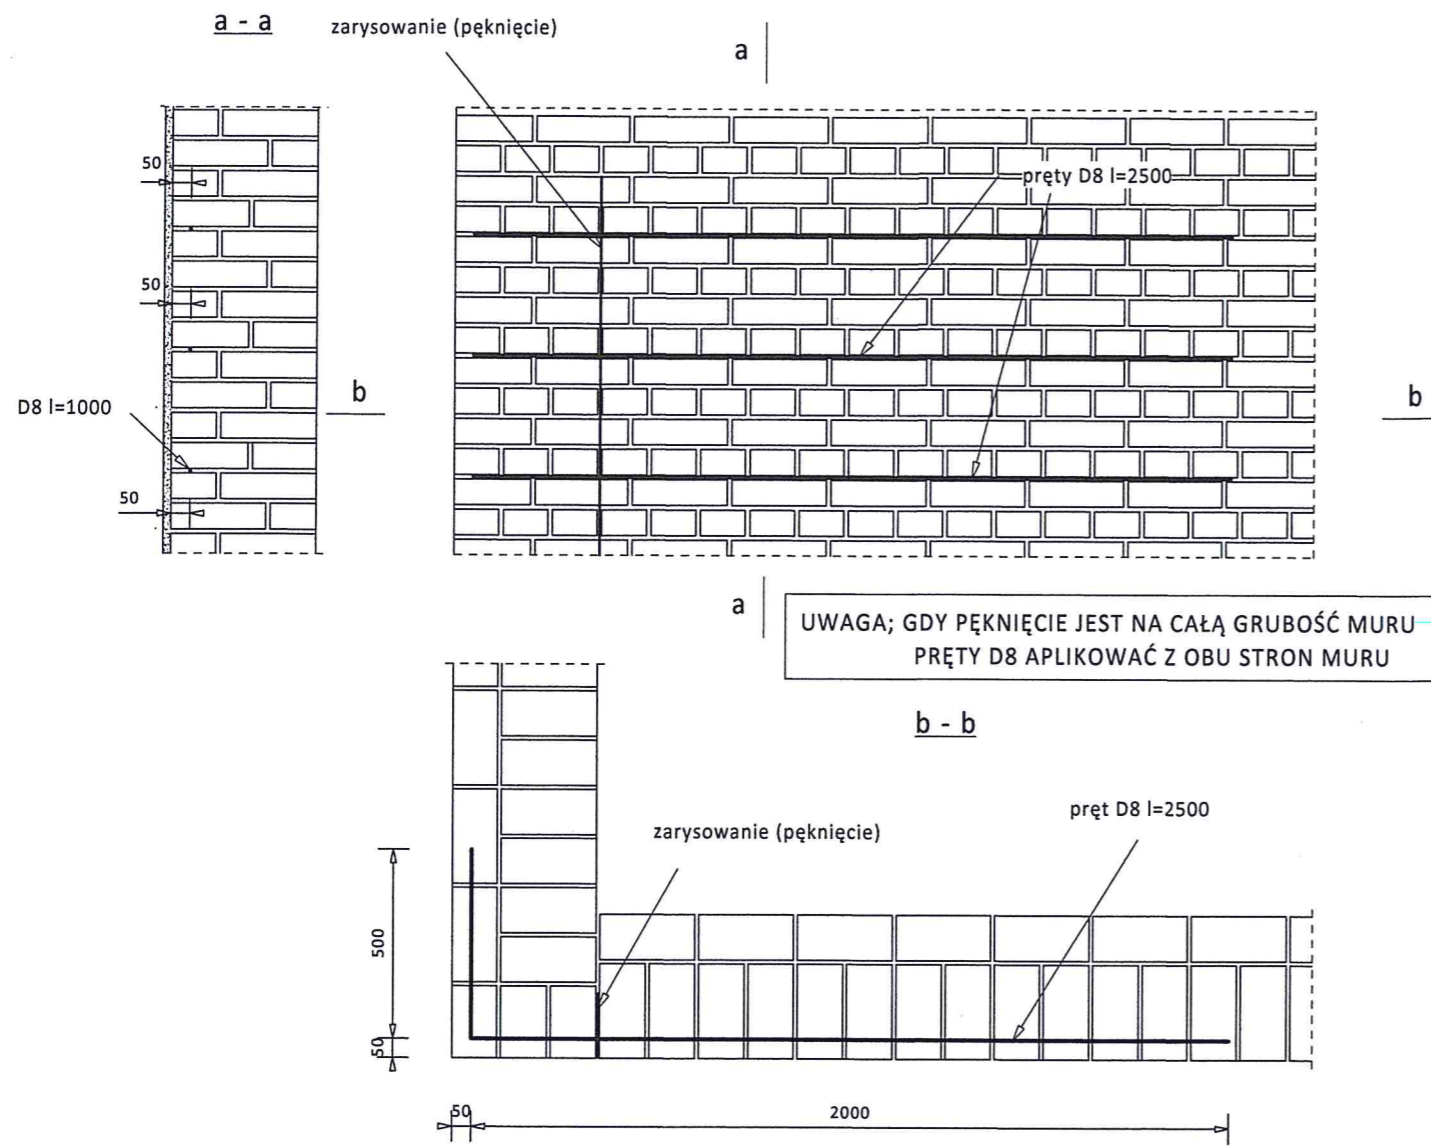 a - a
zarysowanie (pęknięcie)
a
50
pręty D8 l=2500
50
b
b
D8 l=1000
50
a
UWAGA; GDY PĘKNIĘCIE JEST NA CAŁĄ GRUBOŚĆ MURU
PRĘTY D8 APLIKOWAĆ Z OBU STRON MURU
b - b
pręt D8 l=2500
zarysowanie (pęknięcie)
500
50
50
2000